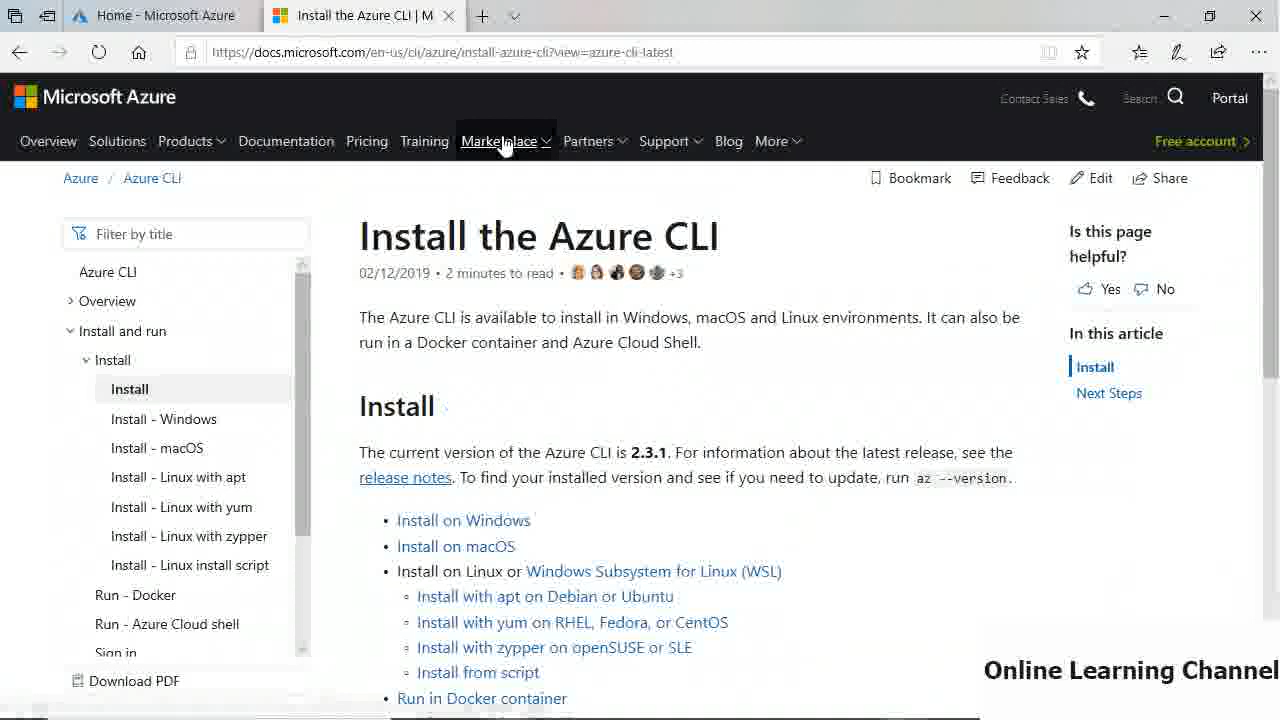 Home - Microsoft Azure
Install the Azure CLI | M
https://docs.microsoft.com/en-us/cli/azure/install-azure-cli?view=azure-cli-latest
Microsoft Azure
Contact Sales
Search
Portal
Overview Solutions Products Documentation Pricing Training Marketplace Partners Support Blog More
Free account
Azure / Azure CLI
Bookmark Feedback Edit Share
Filter by title
Azure CLI
Overview
Install and run
Install
Install
Install - Windows
Install - macOS
Install - Linux with apt
Install - Linux with yum
Install - Linux with zypper
Install - Linux install script
Run - Docker
Run - Azure Cloud shell
Sign in
Download PDF
Install the Azure CLI
02/12/2019 • 2 minutes to read • +3
The Azure CLI is available to install in Windows, macOS and Linux environments. It can also be
run in a Docker container and Azure Cloud Shell.
Install
The current version of the Azure CLI is 2.3.1. For information about the latest release, see the
release notes. To find your installed version and see if you need to update, run az --version.
• Install on Windows
• Install on macOS
• Install on Linux or Windows Subsystem for Linux (WSL)
◦ Install with apt on Debian or Ubuntu
◦ Install with yum on RHEL, Fedora, or CentOS
◦ Install with zypper on openSUSE or SLE
◦ Install from script
• Run in Docker container
Is this page
helpful?
Yes No
In this article
Install
Next Steps
Online Learning Channel